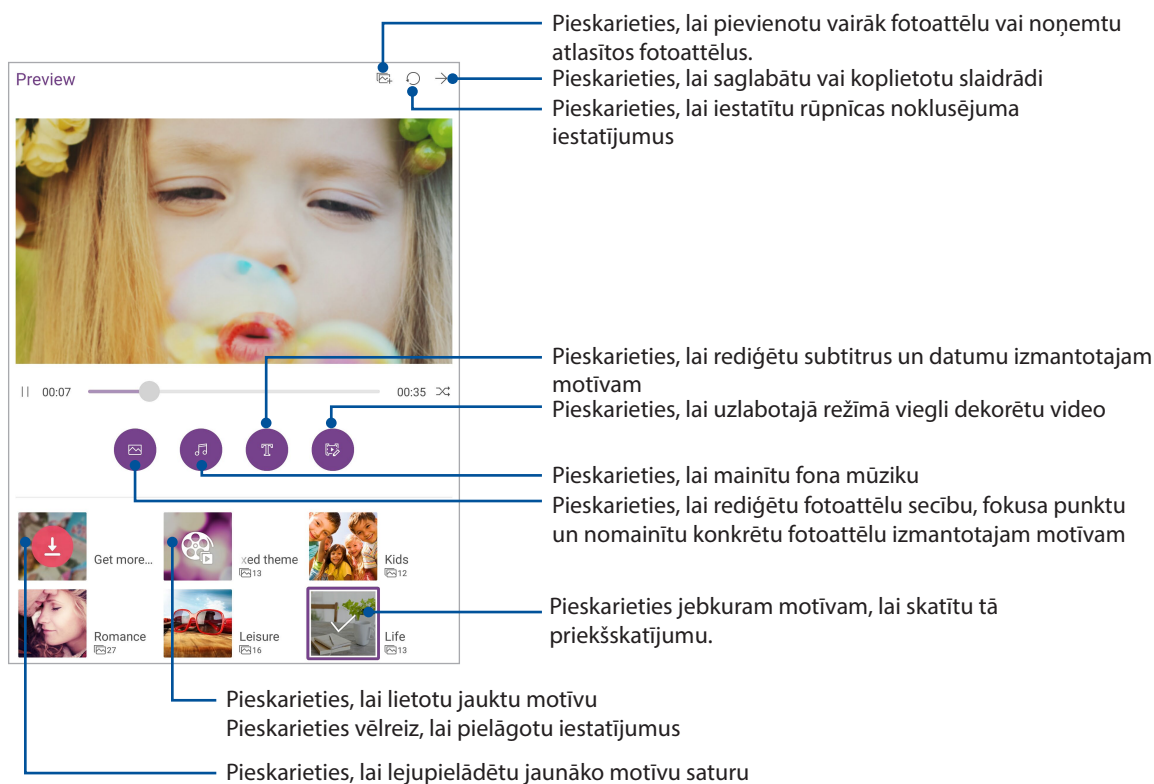 Pieskarieties, lai pievienotu vairāk fotoattēlu vai noņemtu
atlasītos fotoattēlus.
Preview
Pieskarieties, lai saglabātu vai koplietotu slaidrādi
Pieskarieties, lai iestatītu rūpnīcas noklusējuma
iestatījumus
Pieskarieties, lai rediģētu subtitrus un datumu izmantotajam
motīvam
00:07
00:35
Pieskarieties, lai uzlabotajā režīmā viegli dekorētu video
Pieskarieties, lai mainītu fona mūziku
Pieskarieties, lai rediģētu fotoattēlu secību, fokusa punktu
un nomainītu konkrētu fotoattēlu izmantotajam motīvam
Get more...
xed theme
13
Kids
12
Romance
27
Leisure
16
Life
13
Pieskarieties jebkuram motīvam, lai skatītu tā
priekšskatījumu.
Pieskarieties, lai lietotu jauktu motīvu
Pieskarieties vēlreiz, lai pielāgotu iestatījumus
Pieskarieties, lai lejupielādētu jaunāko motīvu saturu